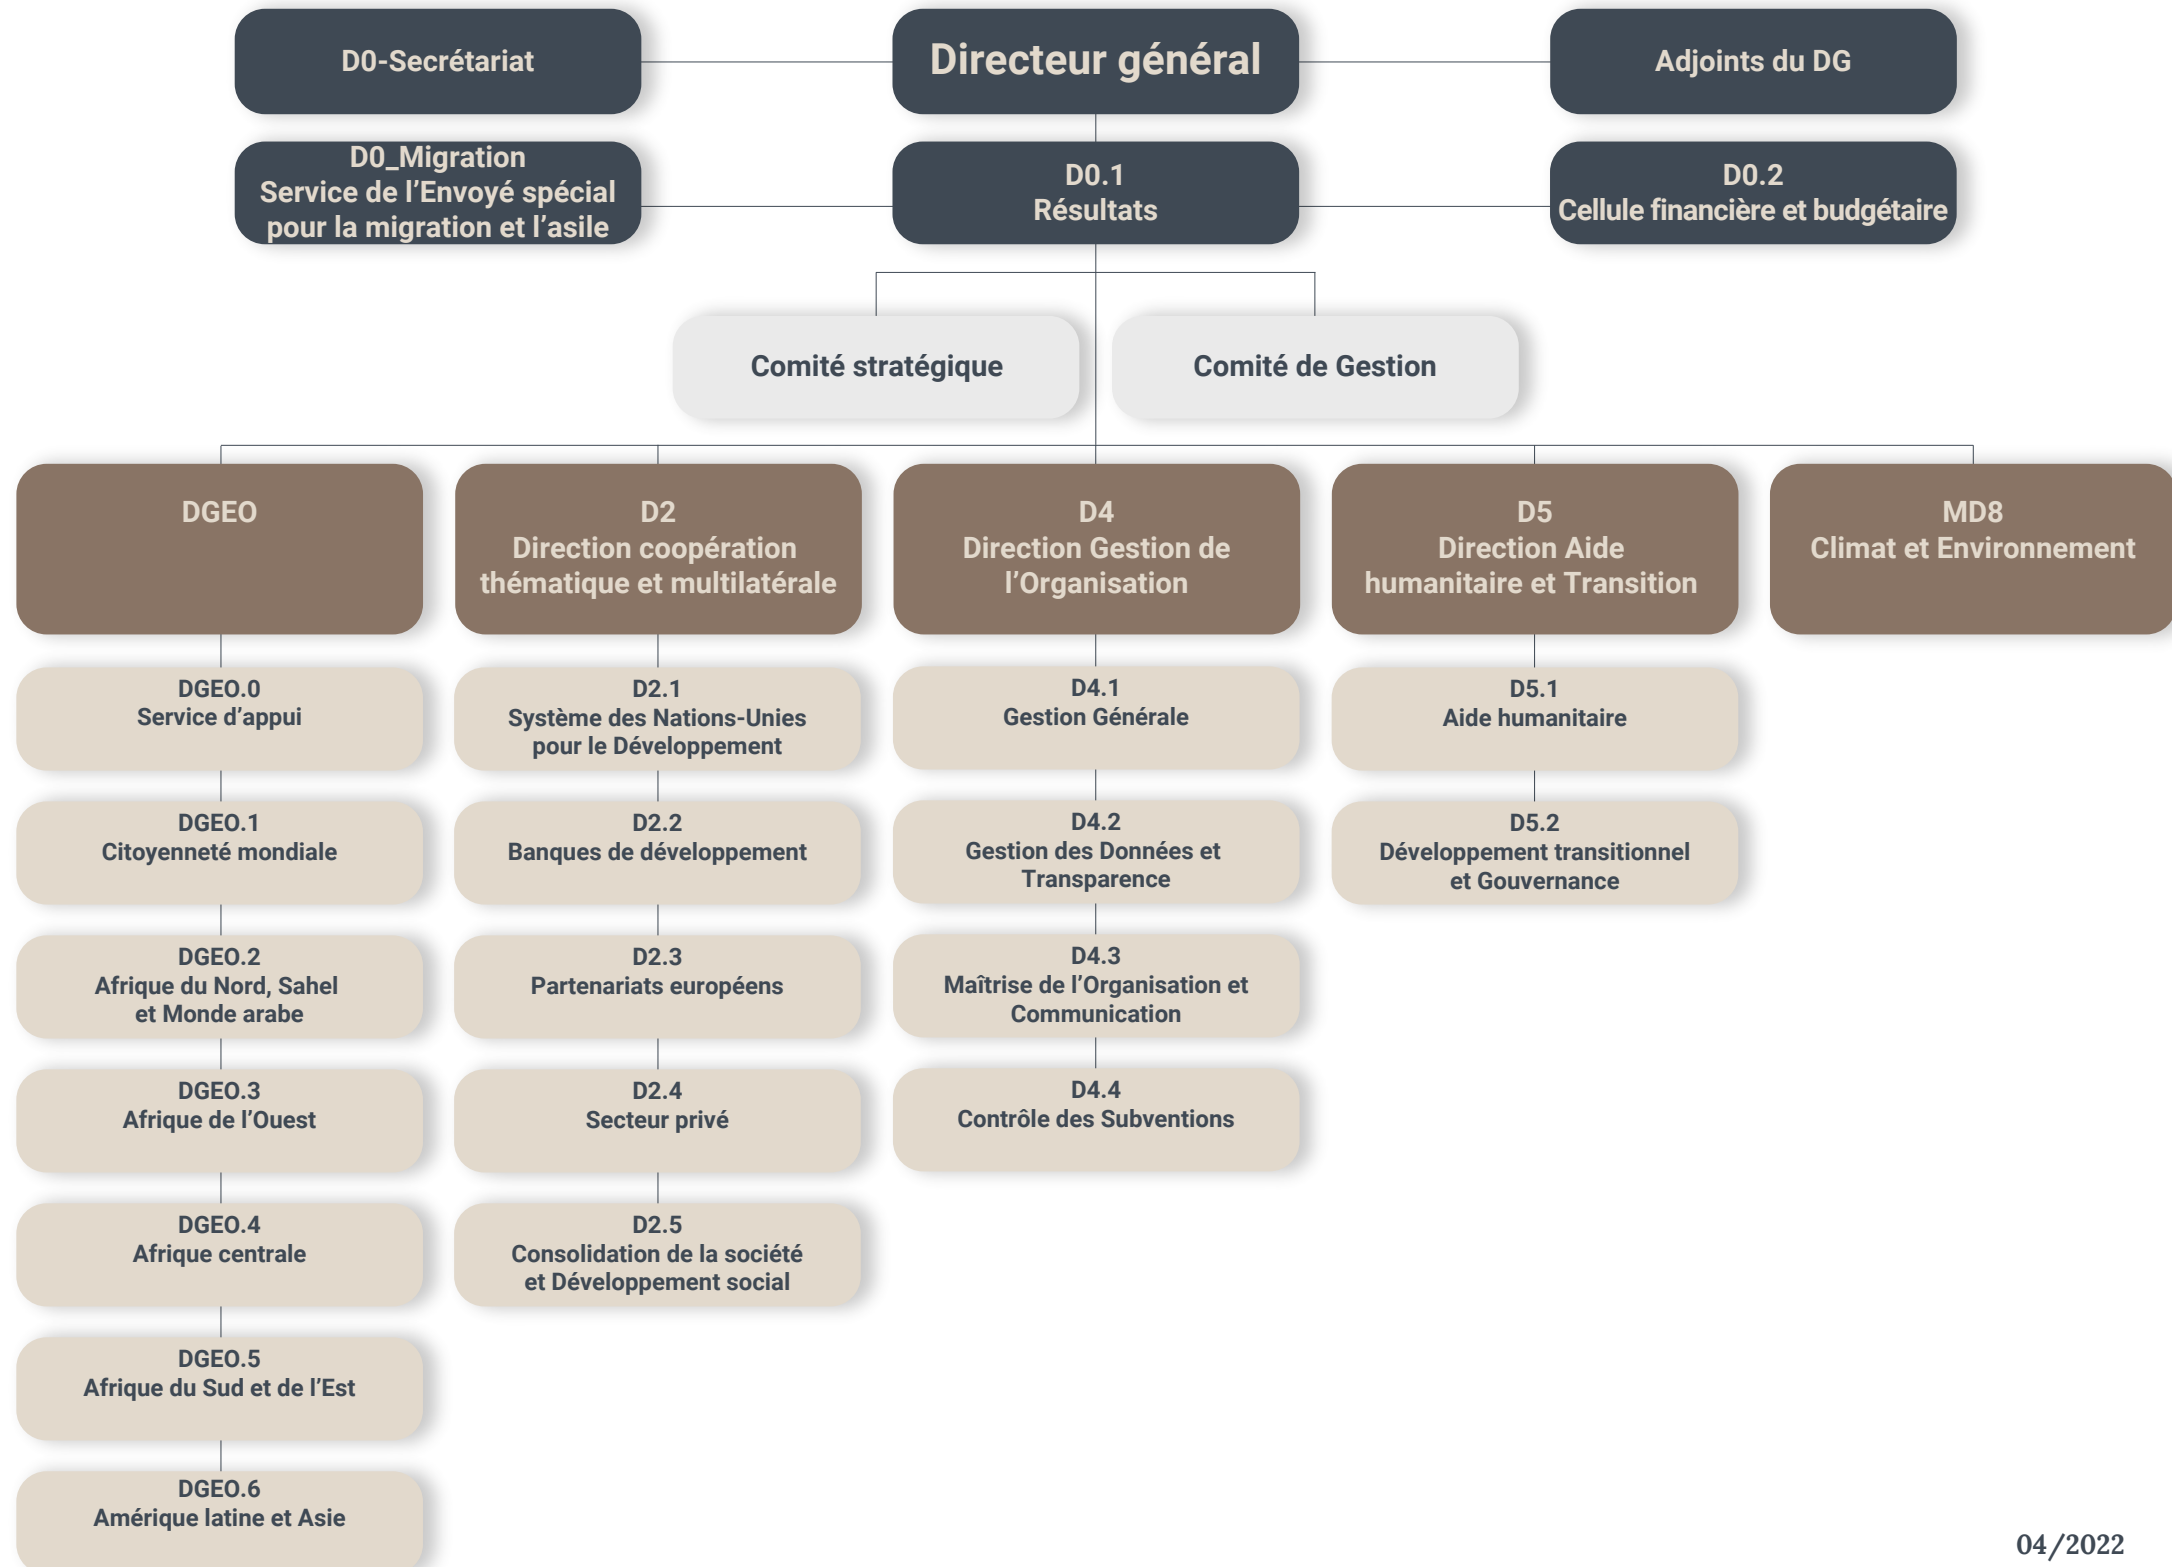 D0-Secrétariat
Directeur général
Adjoints du DG
D0_Migration
Service de l’Envoyé spécial
pour la migration et l’asile
D0.1
Résultats
D0.2
Cellule financière et budgétaire
Comité stratégique
Comité de Gestion
DGEO
D2
Direction coopération
thématique et multilatérale
D4
Direction Gestion de
l’Organisation
D5
Direction Aide
humanitaire et Transition
MD8
Climat et Environnement
DGEO.0
Service d’appui
DGEO.1
Citoyenneté mondiale
DGEO.2
Afrique du Nord, Sahel
et Monde arabe
DGEO.3
Afrique de l’Ouest
DGEO.4
Afrique centrale
DGEO.5
Afrique du Sud et de l’Est
DGEO.6
Amérique latine et Asie
D2.1
Système des Nations-Unies
pour le Développement
D2.2
Banques de développement
D2.3
Partenariats européens
D2.4
Secteur privé
D2.5
Consolidation de la société
et Développement social
D4.1
Gestion Générale
D4.2
Gestion des Données et
Transparence
D4.3
Maîtrise de l’Organisation et
Communication
D4.4
Contrôle des Subventions
D5.1
Aide humanitaire
D5.2
Développement transitionnel
et Gouvernance
04/2022